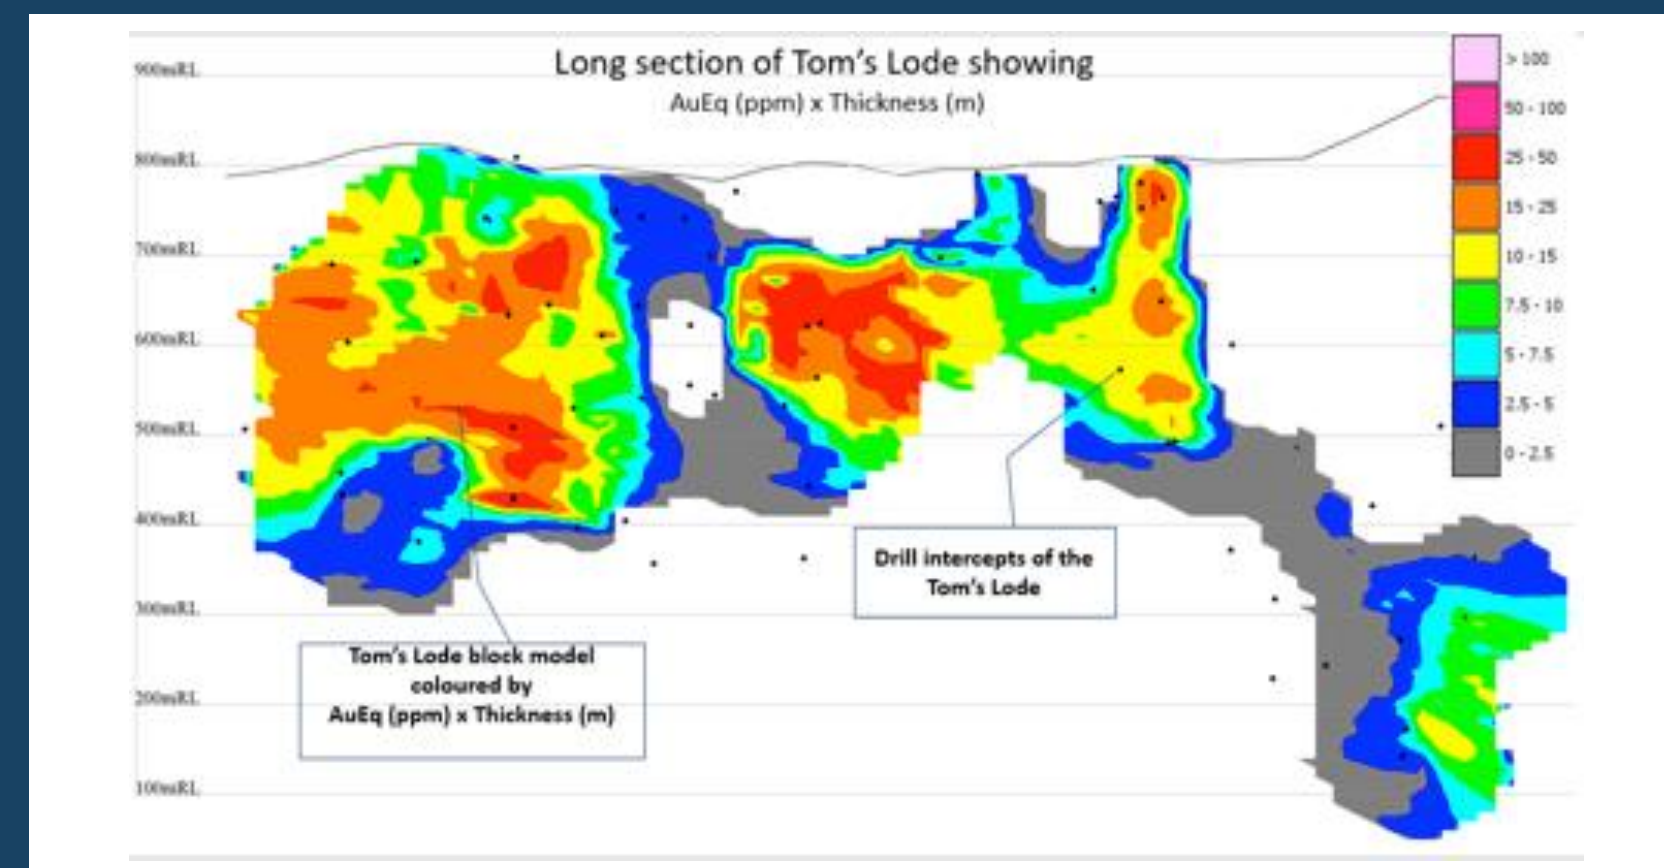 Long section of Tom's Lode showing
AuEq (ppm) x Thickness (m)
900mRL
800mRL
700mRL
600mRL
500mRL
400mRL
300mRL
200mRL
100mRL
> 100
50 - 100
25 - 50
15 - 25
10 - 15
7.5 - 10
5 - 7.5
2.5 - 5
0 - 2.5
Drill intercepts of the
Tom's Lode
Tom's Lode block model
coloured by
AuEq (ppm) x Thickness (m)